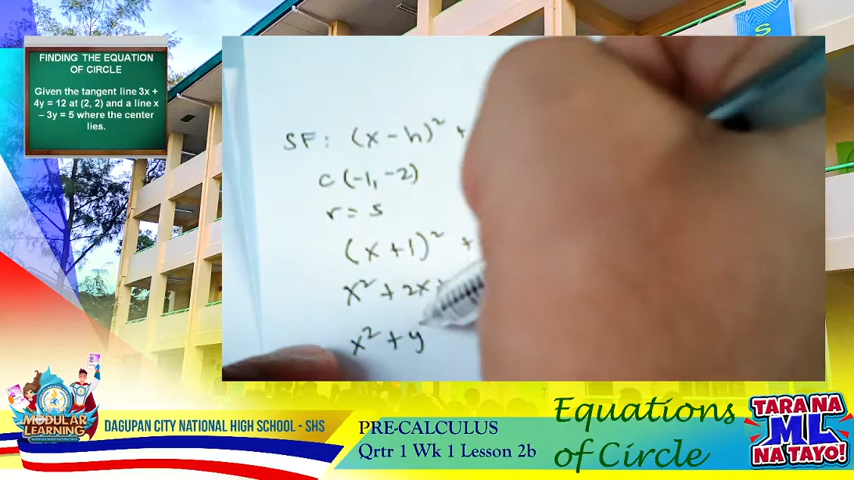 FINDING THE EQUATION
OF CIRCLE
Given the tangent line 3x +
4y = 12 at (2, 2) and a line x
– 3y = 5 where the center
lies.
S
SF: (x - h)² +
c (-1, -2)
r = 5
(x + 1)² +
x² + 2x +
x² + y
MODULAR
LEARNING
DAGUPAN CITY NATIONAL HIGH SCHOOL - SHS
PRE-CALCULUS
Qrtr 1 Wk 1 Lesson 2b
Equations
of Circle
TARA NA
ML
NA TAYO!